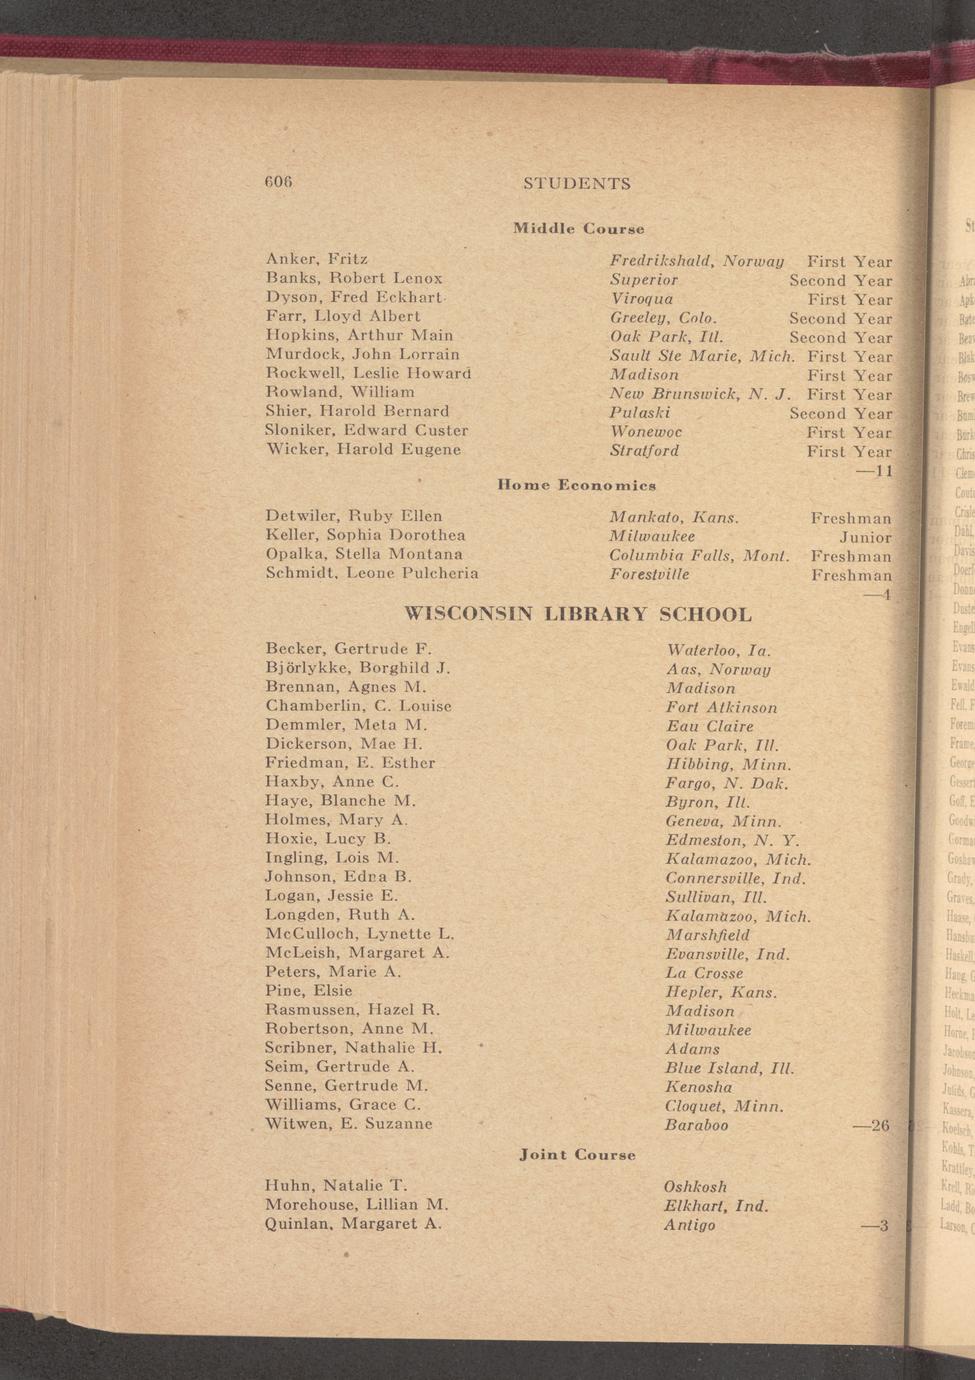 606 STUDENTS
Middle Course
Anker, Fritz Fredrikshald, Norway First Year
Banks, Robert Lenox Superior Second Year
Dyson, Fred Eckhart Viroqua First Year
Farr, Lloyd Albert Greeley, Colo. Second Year
Hopkins, Arthur Main Oak Park, Ill. Second Year
Murdock, John Lorrain Sault Ste Marie, Mich. First Year
Rockwell, Leslie Howard Madison First Year
Rowland, William New Brunswick, N. J. First Year
Shier, Harold Bernard Pulaski Second Year
Sloniker, Edward Custer Wonewoc First Year
Wicker, Harold Eugene Stratford First Year
—11
Home Economics
Detwiler, Ruby Ellen Mankato, Kans. Freshman
Keller, Sophia Dorothea Milwaukee Junior
Opalka, Stella Montana Columbia Falls, Mont. Freshman
Schmidt, Leone Pulcheria Forestville Freshman
—4
WISCONSIN LIBRARY SCHOOL
Becker, Gertrude F. Waterloo, Ia.
Björlykke, Borghild J. Aas, Norway
Brennan, Agnes M. Madison
Chamberlin, C. Louise Fort Atkinson
Demmler, Meta M. Eau Claire
Dickerson, Mae H. Oak Park, Ill.
Friedman, E. Esther Hibbing, Minn.
Haxby, Anne C. Fargo, N. Dak.
Haye, Blanche M. Byron, Ill.
Holmes, Mary A. Geneva, Minn.
Hoxie, Lucy B. Edmeston, N. Y.
Ingling, Lois M. Kalamazoo, Mich.
Johnson, Edna B. Connersville, Ind.
Logan, Jessie E. Sullivan, Ill.
Longden, Ruth A. Kalamazoo, Mich.
McCulloch, Lynette L. Marshfield
McLeish, Margaret A. Evansville, Ind.
Peters, Marie A. La Crosse
Pine, Elsie Hepler, Kans.
Rasmussen, Hazel R. Madison
Robertson, Anne M. Milwaukee
Scribner, Nathalie H. Adams
Seim, Gertrude A. Blue Island, Ill.
Senne, Gertrude M. Kenosha
Williams, Grace C. Cloquet, Minn.
Witwen, E. Suzanne Baraboo —26
Joint Course
Huhn, Natalie T. Oshkosh
Morehouse, Lillian M. Elkhart, Ind.
Quinlan, Margaret A. Antigo —3